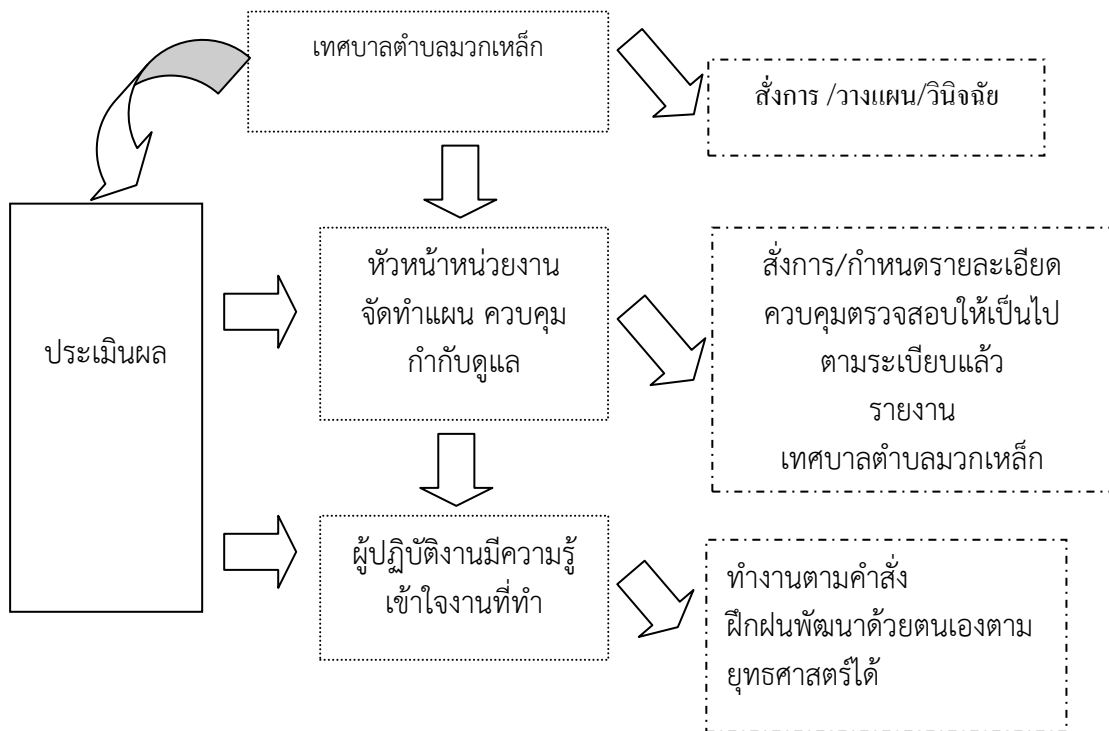 เทศบาลตำบลมวกเหล็ก
สั่งการ /วางแผน/วินิจฉัย
หัวหน้าหน่วยงาน
จัดทำแผน ควบคุม
กำกับดูแล
สั่งการ/กำหนดรายละเอียด
ควบคุมตรวจสอบให้เป็นไป
ตามระเบียบแล้ว
รายงาน
เทศบาลตำบลมวกเหล็ก
ประเมินผล
ผู้ปฏิบัติงานมีความรู้
เข้าใจงานที่ทำ
ทำงานตามคำสั่ง
ฝึกฝนพัฒนาด้วยตนเองตาม
ยุทธศาสตร์ได้